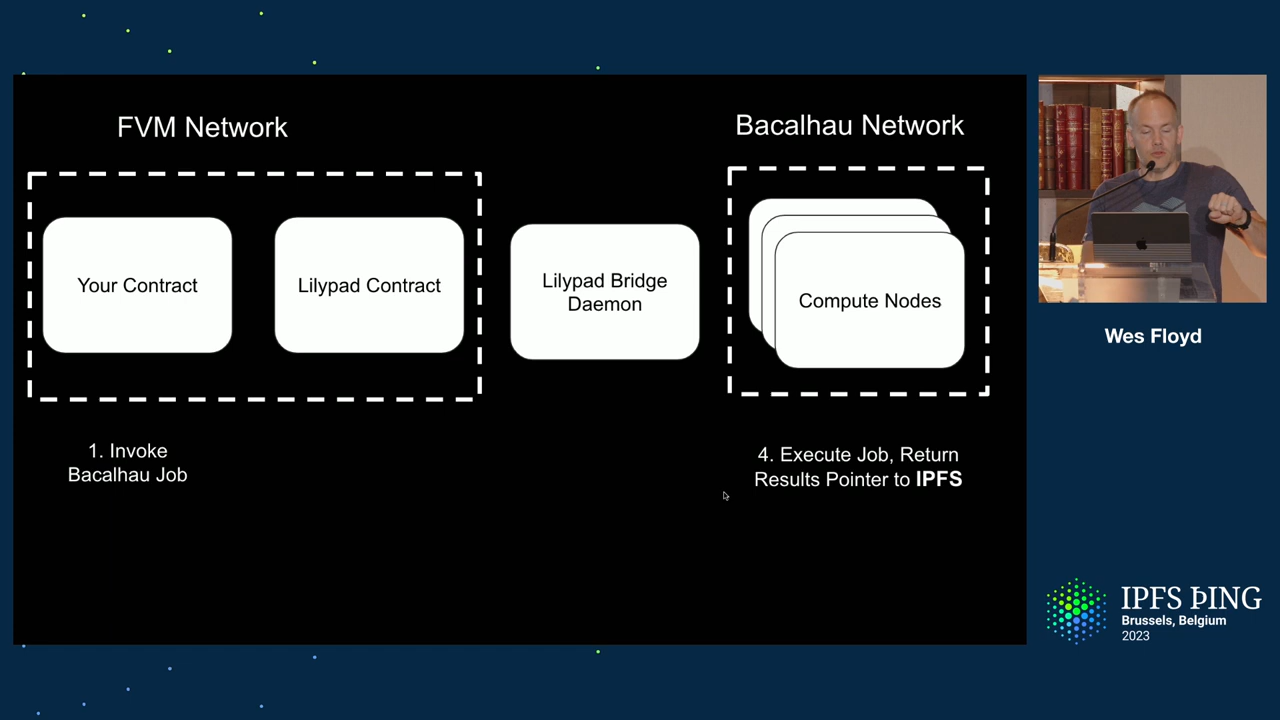 FVM Network
Bacalhau Network
Your Contract
Lilypad Contract
Lilypad Bridge
Daemon
Compute Nodes
1. Invoke
Bacalhau Job
4. Execute Job, Return
Results Pointer to IPFS
Wes Floyd
IPFS ÞING
Brussels, Belgium
2023